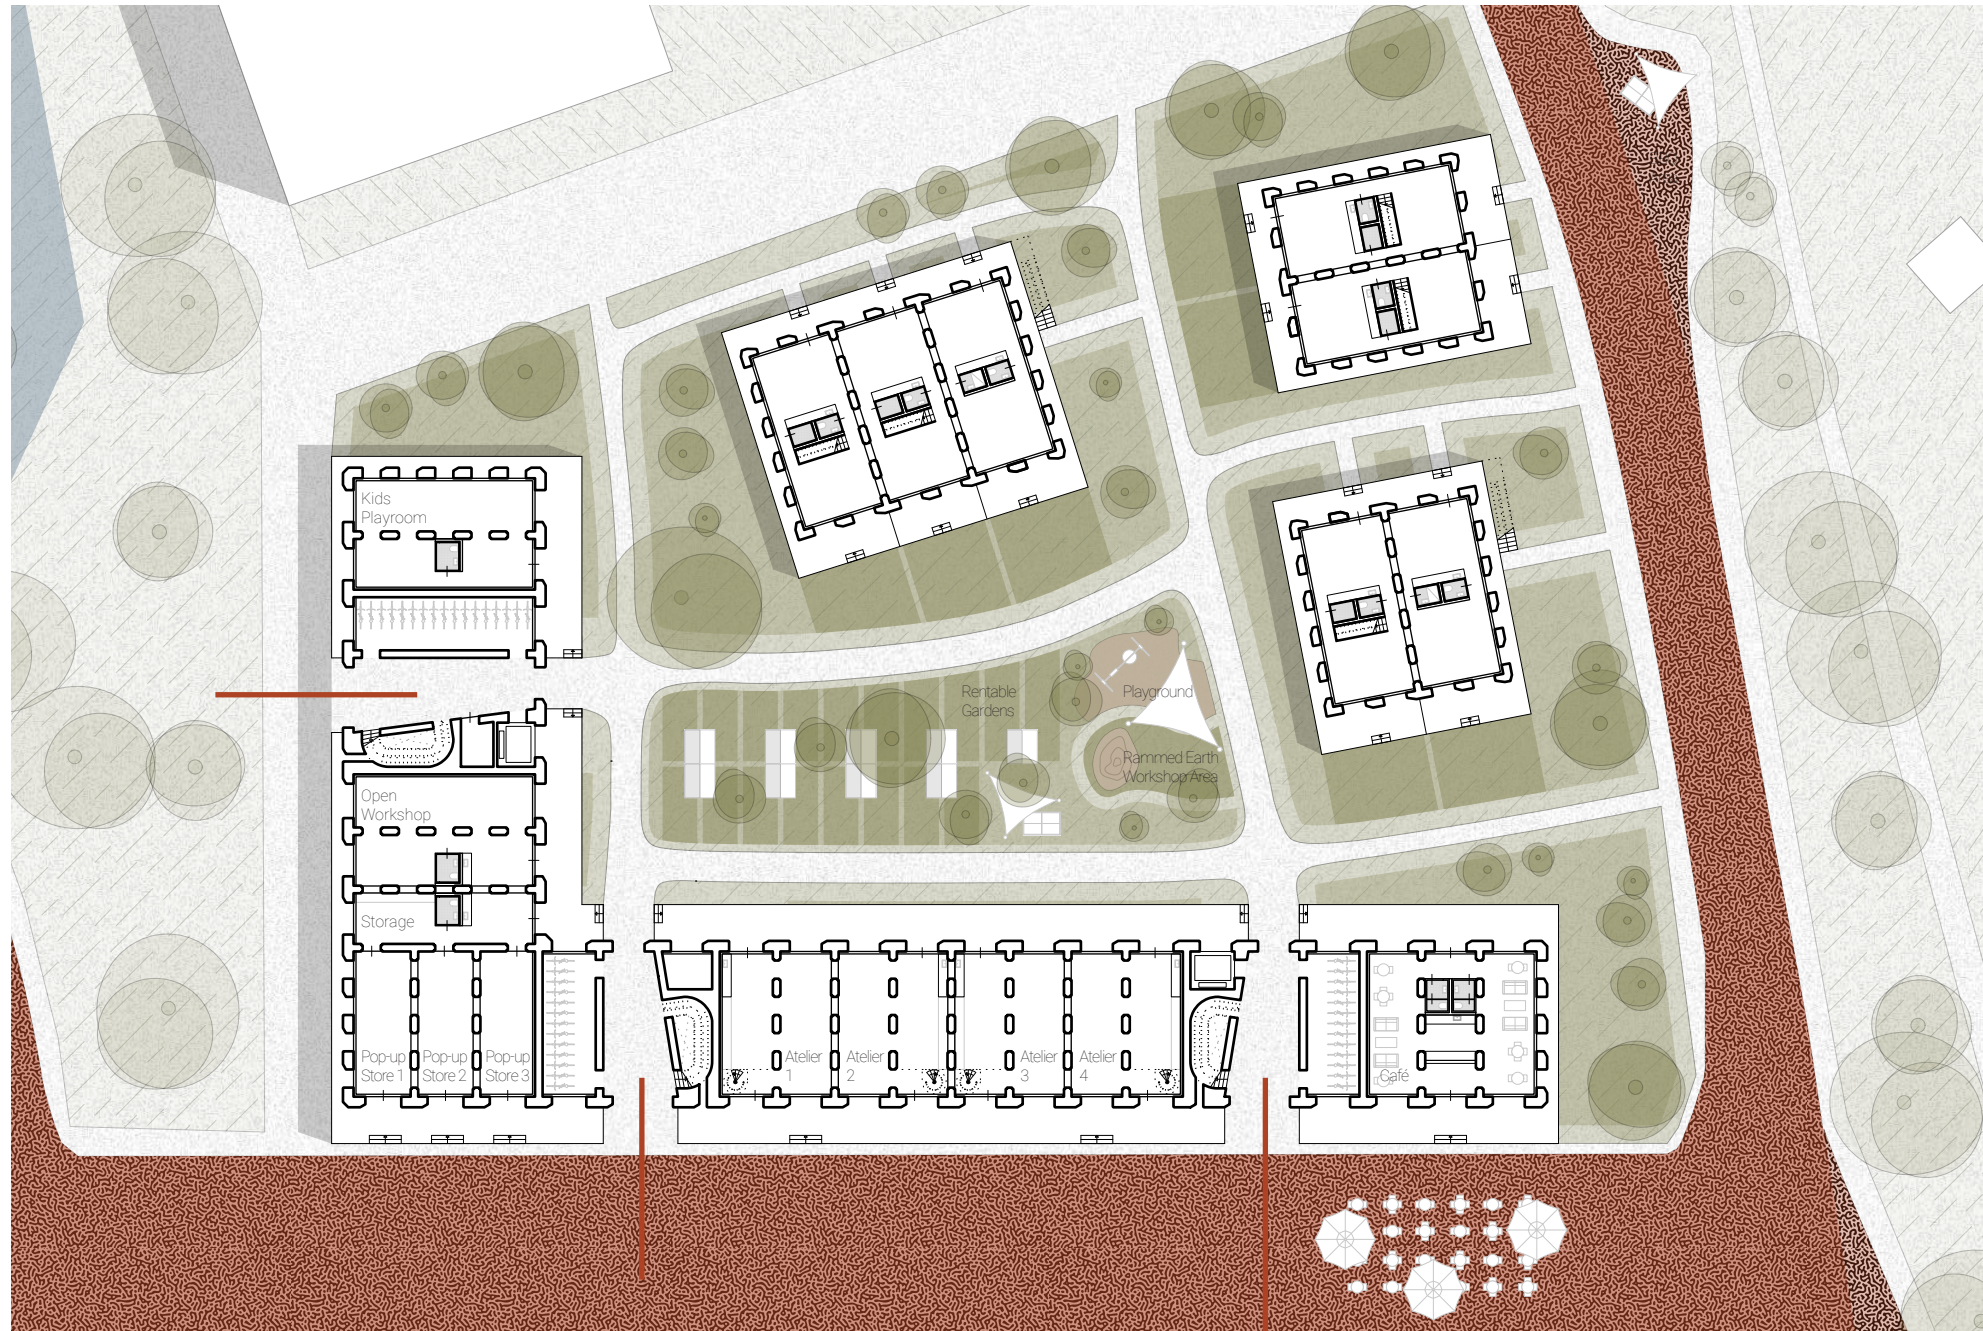 Kids
Playroom
Rentable
Gardens
Playground
Rammed Earth
Workshop Area
Open
Workshop
Storage
Pop-up
Store 1
Pop-up
Store 2
Pop-up
Store 3
Atelier
1
Atelier
2
Atelier
3
Atelier
4
Café